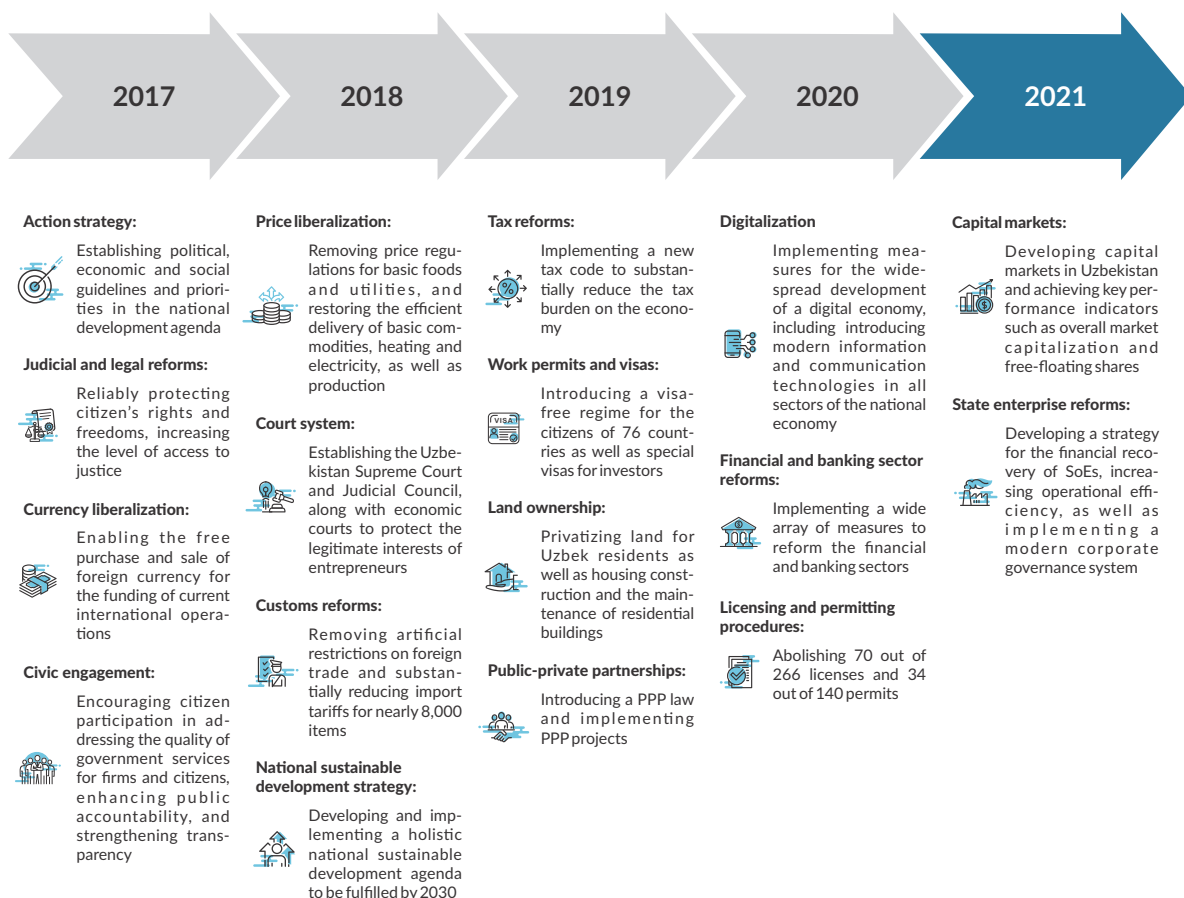 2017
2018
2019
2020
2021
Action strategy:
Establishing political,
economic and social
guidelines and priori-
ties in the national
development agenda
Judicial and legal reforms:
Reliably protecting
citizen's rights and
freedoms, increasing
the level of access to
justice
Currency liberalization:
Enabling the free
purchase and sale of
foreign currency for
the funding of current
international opera-
tions
Civic engagement:
Encouraging citizen
participation in ad-
dressing the quality of
government services
for firms and citizens,
enhancing public
accountability, and
strengthening trans-
parency
Price liberalization:
Removing price regu-
lations for basic foods
and utilities, and
restoring the efficient
delivery of basic com-
modities, heating and
electricity, as well as
production
Court system:
Establishing the Uzbe-
kistan Supreme Court
and Judicial Council,
along with economic
courts to protect the
legitimate interests of
entrepreneurs
Customs reforms:
Removing artificial
restrictions on foreign
trade and substan-
tially reducing import
tariffs for nearly 8,000
items
National sustainable
development strategy:
Developing and imp-
lementing a holistic
national sustainable
development agenda
to be fulfilled by 2030
Tax reforms:
Implementing a new
tax code to substan-
tially reduce the tax
burden on the econo-
my
Work permits and visas:
VISA
Introducing a visa-
free regime for the
citizens of 76 count-
ries as well as special
visas for investors
Land ownership:
Privatizing land for
Uzbek residents as
well as housing const-
ruction and the main-
tenance of residential
buildings
Public-private partnerships:
Introducing a PPP law
and implementing
PPP projects
Digitalization
Implementing mea-
sures for the wide-
spread development
of a digital economy,
including introducing
modern information
and communication
technologies in all
sectors of the national
economy
Financial and banking sector
reforms:
Implementing a wide
array of measures to
reform the financial
and banking sectors
Licensing and permitting
procedures:
Abolishing 70 out of
266 licenses and 34
out of 140 permits
Capital markets:
Developing capital
markets in Uzbekistan
and achieving key per-
formance indicators
such as overall market
capitalization and
free-floating shares
State enterprise reforms:
Developing a strategy
for the financial reco-
very of SoEs, increa-
sing operational effi-
ciency, as well as
implementing a
modern corporate
governance system